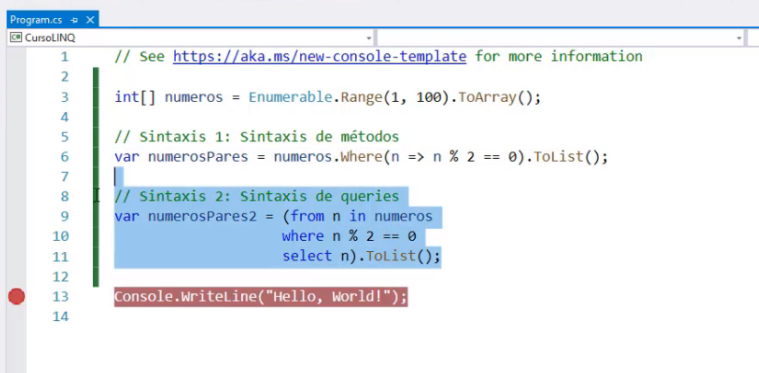 Program.cs
CursoLINQ
1 // See https://aka.ms/new-console-template for more information
2
3 int[] numeros = Enumerable.Range(1, 100).ToArray();
4
5 // Sintaxis 1: Sintaxis de métodos
6 var numerosPares = numeros.Where(n => n % 2 == 0).ToList();
7
8 // Sintaxis 2: Sintaxis de queries
9 var numerosPares2 = (from n in numeros
10 where n % 2 == 0
11 select n).ToList();
12
13 Console.WriteLine("Hello, World!");
14